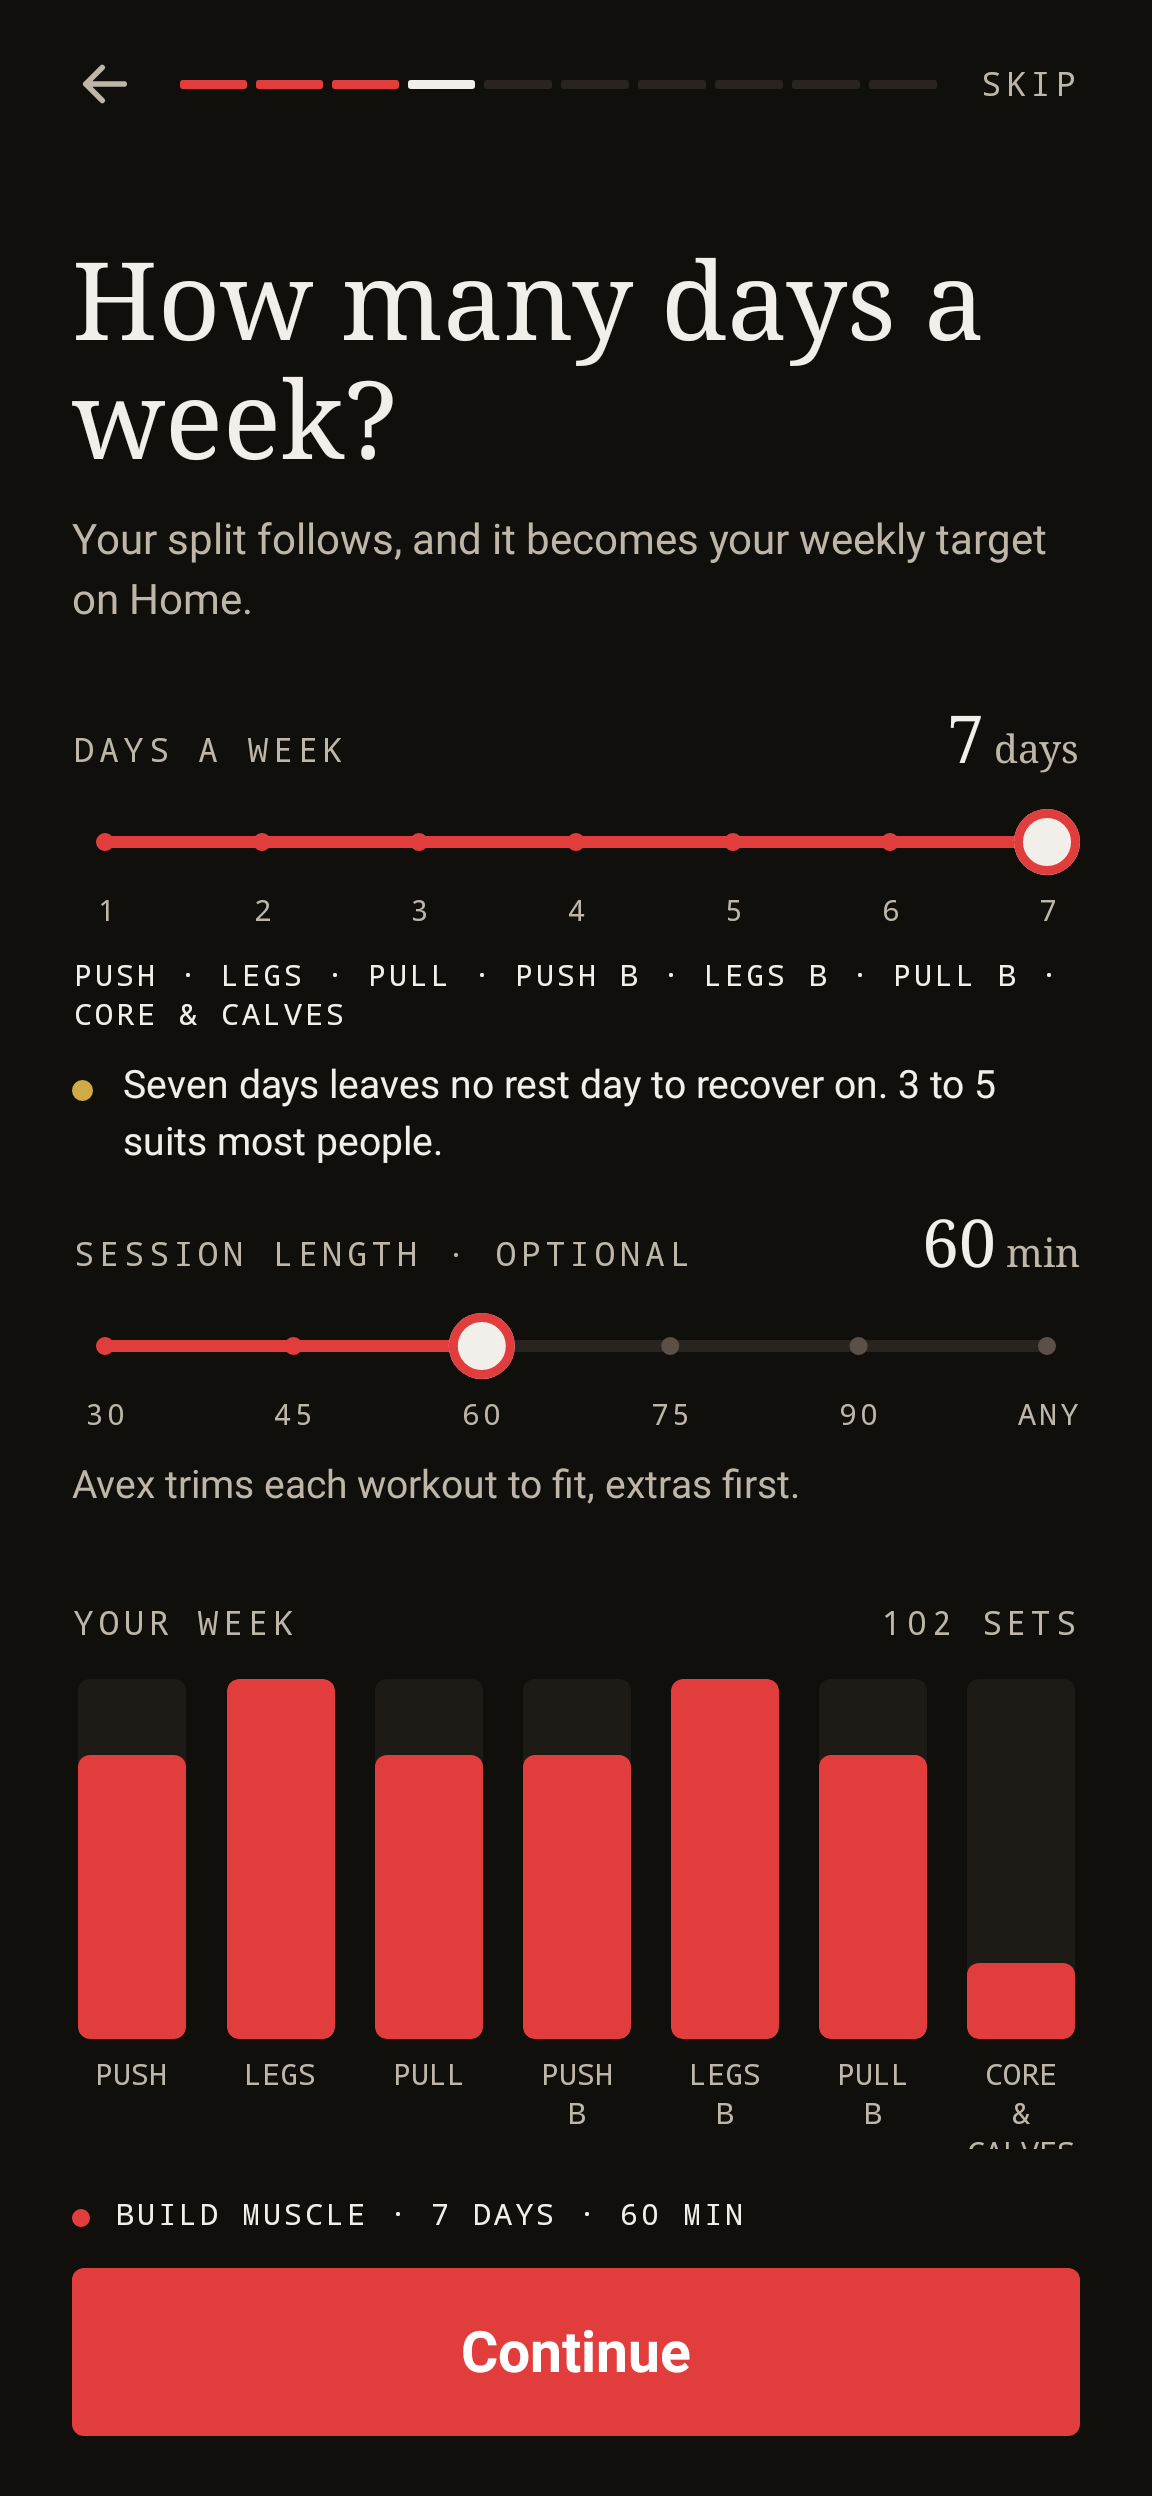 SKIP
How many days a
week?
Your split follows, and it becomes your weekly target
on Home.
DAYS A WEEK
7 days
1 2 3 4 5 6 7
PUSH · LEGS · PULL · PUSH B · LEGS B · PULL B ·
CORE & CALVES
Seven days leaves no rest day to recover on. 3 to 5
suits most people.
SESSION LENGTH · OPTIONAL
60 min
30 45 60 75 90 ANY
Avex trims each workout to fit, extras first.
YOUR WEEK
102 SETS
PUSH LEGS PULL PUSH LEGS PULL CORE
B B B &
CALVES
BUILD MUSCLE · 7 DAYS · 60 MIN
Continue